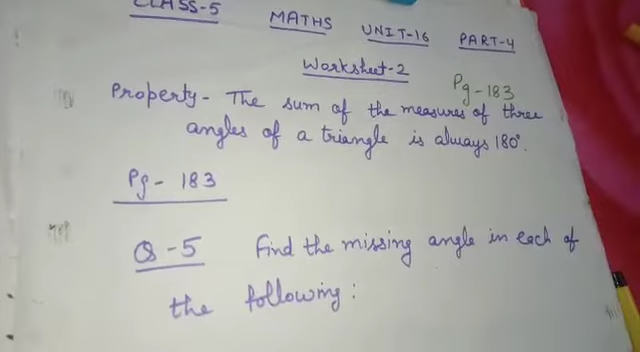 CLASS-5 MATHS UNIT-16 PART-4
Worksheet-2
Pg-183
Property- The sum of the measures of three
angles of a triangle is always 180°.
Pg- 183
Q-5 Find the missing angle in each of
the following: